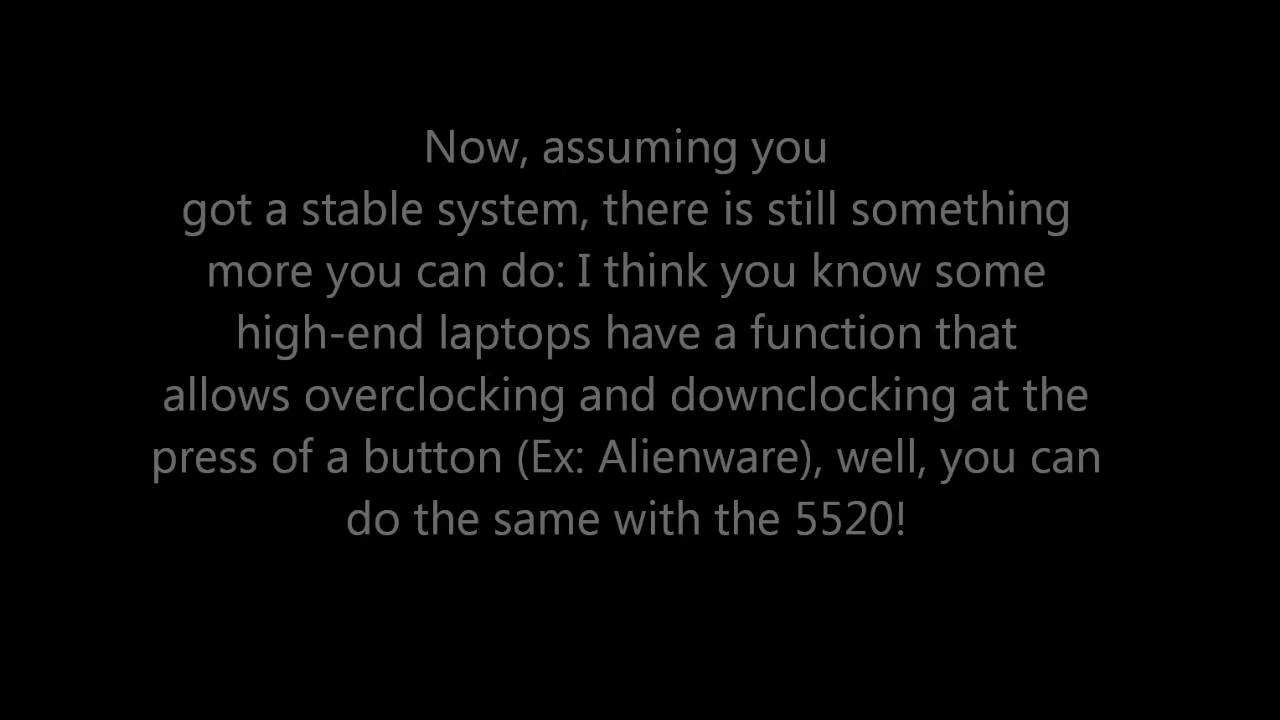 Now, assuming you
got a stable system, there is still something
more you can do: I think you know some
high-end laptops have a function that
allows overclocking and downclocking at the
press of a button (Ex: Alienware), well, you can
do the same with the 5520!